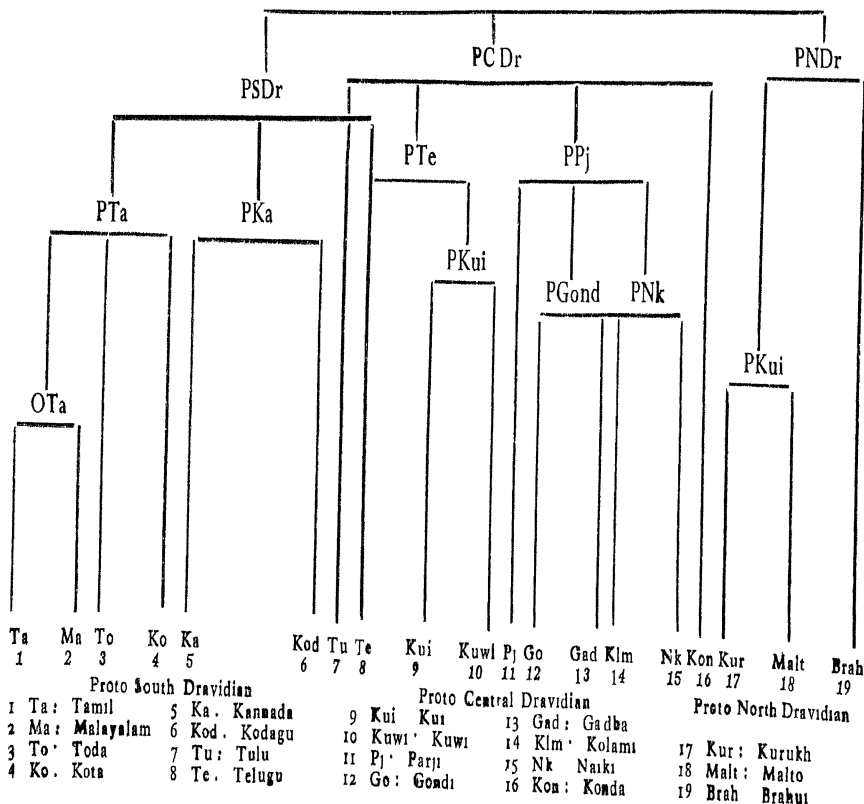 PCDr PNDr
PSDr
PTe PPj
PTa PKa
PKui
PGond PNk
PKui
OTa
Ta Ma To Ko Ka Kod Tu Te Kui Kuwi Pj Go Gad Klm Nk Kon Kur Malt Brah
1 2 3 4 5 6 7 8 9 10 11 12 13 14 15 16 17 18 19
Proto South Dravidian Proto Central Dravidian Proto North Dravidian
1 Ta: Tamil 5 Ka. Kannada 9 Kui Kui 13 Gad: Gadba
2 Ma: Malayalam 6 Kod. Kodagu 10 Kuwi' Kuwi 14 Klm' Kolami 17 Kur: Kurukh
3 To' Toda 7 Tu: Tulu 11 Pj' Parji 15 Nk Naiki 18 Malt: Malto
4 Ko. Kota 8 Te. Telugu 12 Go: Gondi 16 Kon: Konda 19 Brah Brahui